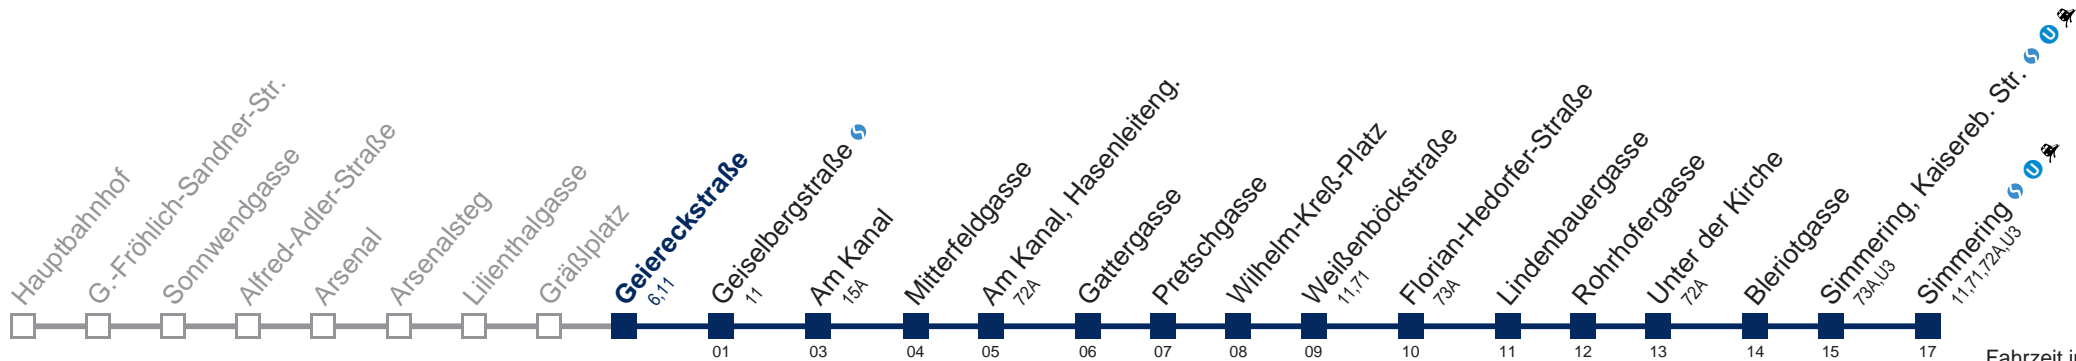 Hauptbahnhof
G.-Fröhlich-Sandner-Str.
Sonnwendgasse
Alfred-Adler-Straße
Arsenal
Arsenalsteg
Lilienthalgasse
Gräßlplatz
Geiereckstraße
6,11
Geiselbergstraße
11
Am Kanal
15A
Mitterfeldgasse
Am Kanal, Hasenleiteng.
72A
Gattergasse
Pretschgasse
Wilhelm-Kreß-Platz
Weißenböckstraße
11,71
Florian-Hedorfer-Straße
73A
Lindenbauergasse
Rohrhofergasse
Unter der Kirche
72A
Bleriotgasse
Simmering, Kaisereb. Str. S U
73A,U3
Simmering S U
11,71,72A,U3
01 03 04 05 06 07 08 09 10 11 12 13 14 15 17
Fahrzeit i